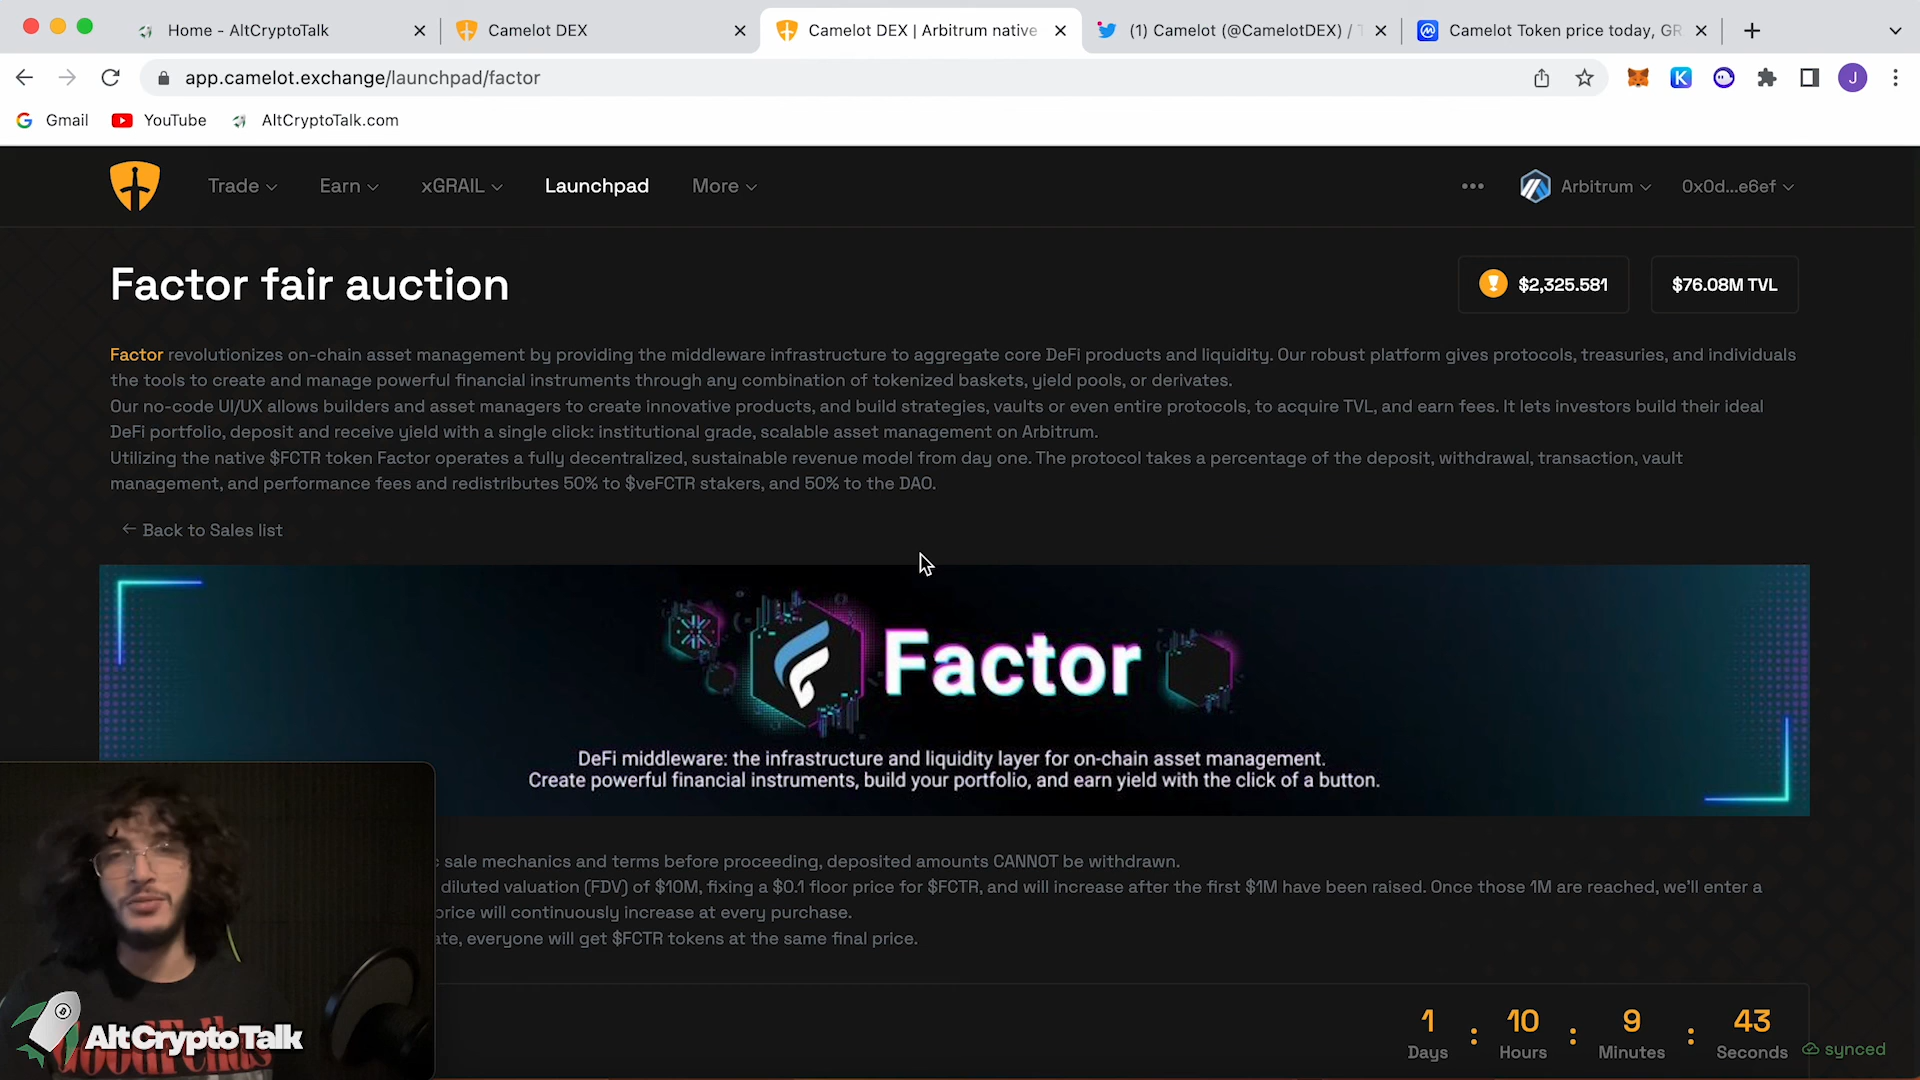 Home - AltCryptoTalk
Camelot DEX
Camelot DEX | Arbitrum native
(1) Camelot (@CamelotDEX) /
Camelot Token price today, GR
app.camelot.exchange/launchpad/factor
K
J
Gmail
YouTube
AltCryptoTalk.com
Trade
Earn
xGRAIL
Launchpad
More
Arbitrum
0x0d...e6ef
Factor fair auction
$2,325.581
$76.08M TVL
Factor revolutionizes on-chain asset management by providing the middleware infrastructure to aggregate core DeFi products and liquidity. Our robust platform gives protocols, treasuries, and individuals
the tools to create and manage powerful financial instruments through any combination of tokenized baskets, yield pools, or derivates.
Our no-code UI/UX allows builders and asset managers to create innovative products, and build strategies, vaults or even entire protocols, to acquire TVL, and earn fees. It lets investors build their ideal
DeFi portfolio, deposit and receive yield with a single click: institutional grade, scalable asset management on Arbitrum.
Utilizing the native $FCTR token Factor operates a fully decentralized, sustainable revenue model from day one. The protocol takes a percentage of the deposit, withdrawal, transaction, vault
management, and performance fees and redistributes 50% to $veFCTR stakers, and 50% to the DAO.
← Back to Sales list
Factor
DeFi middleware: the infrastructure and liquidity layer for on-chain asset management.
Create powerful financial instruments, build your portfolio, and earn yield with the click of a button.
sale mechanics and terms before proceeding, deposited amounts CANNOT be withdrawn.
diluted valuation (FDV) of $10M, fixing a $0.1 floor price for $FCTR, and will increase after the first $1M have been raised. Once those 1M are reached, we'll enter a
price will continuously increase at every purchase.
everyone will get $FCTR tokens at the same final price.
1 : 10 : 9 : 43
Days Hours Minutes Seconds
synced
AltCryptoTalk